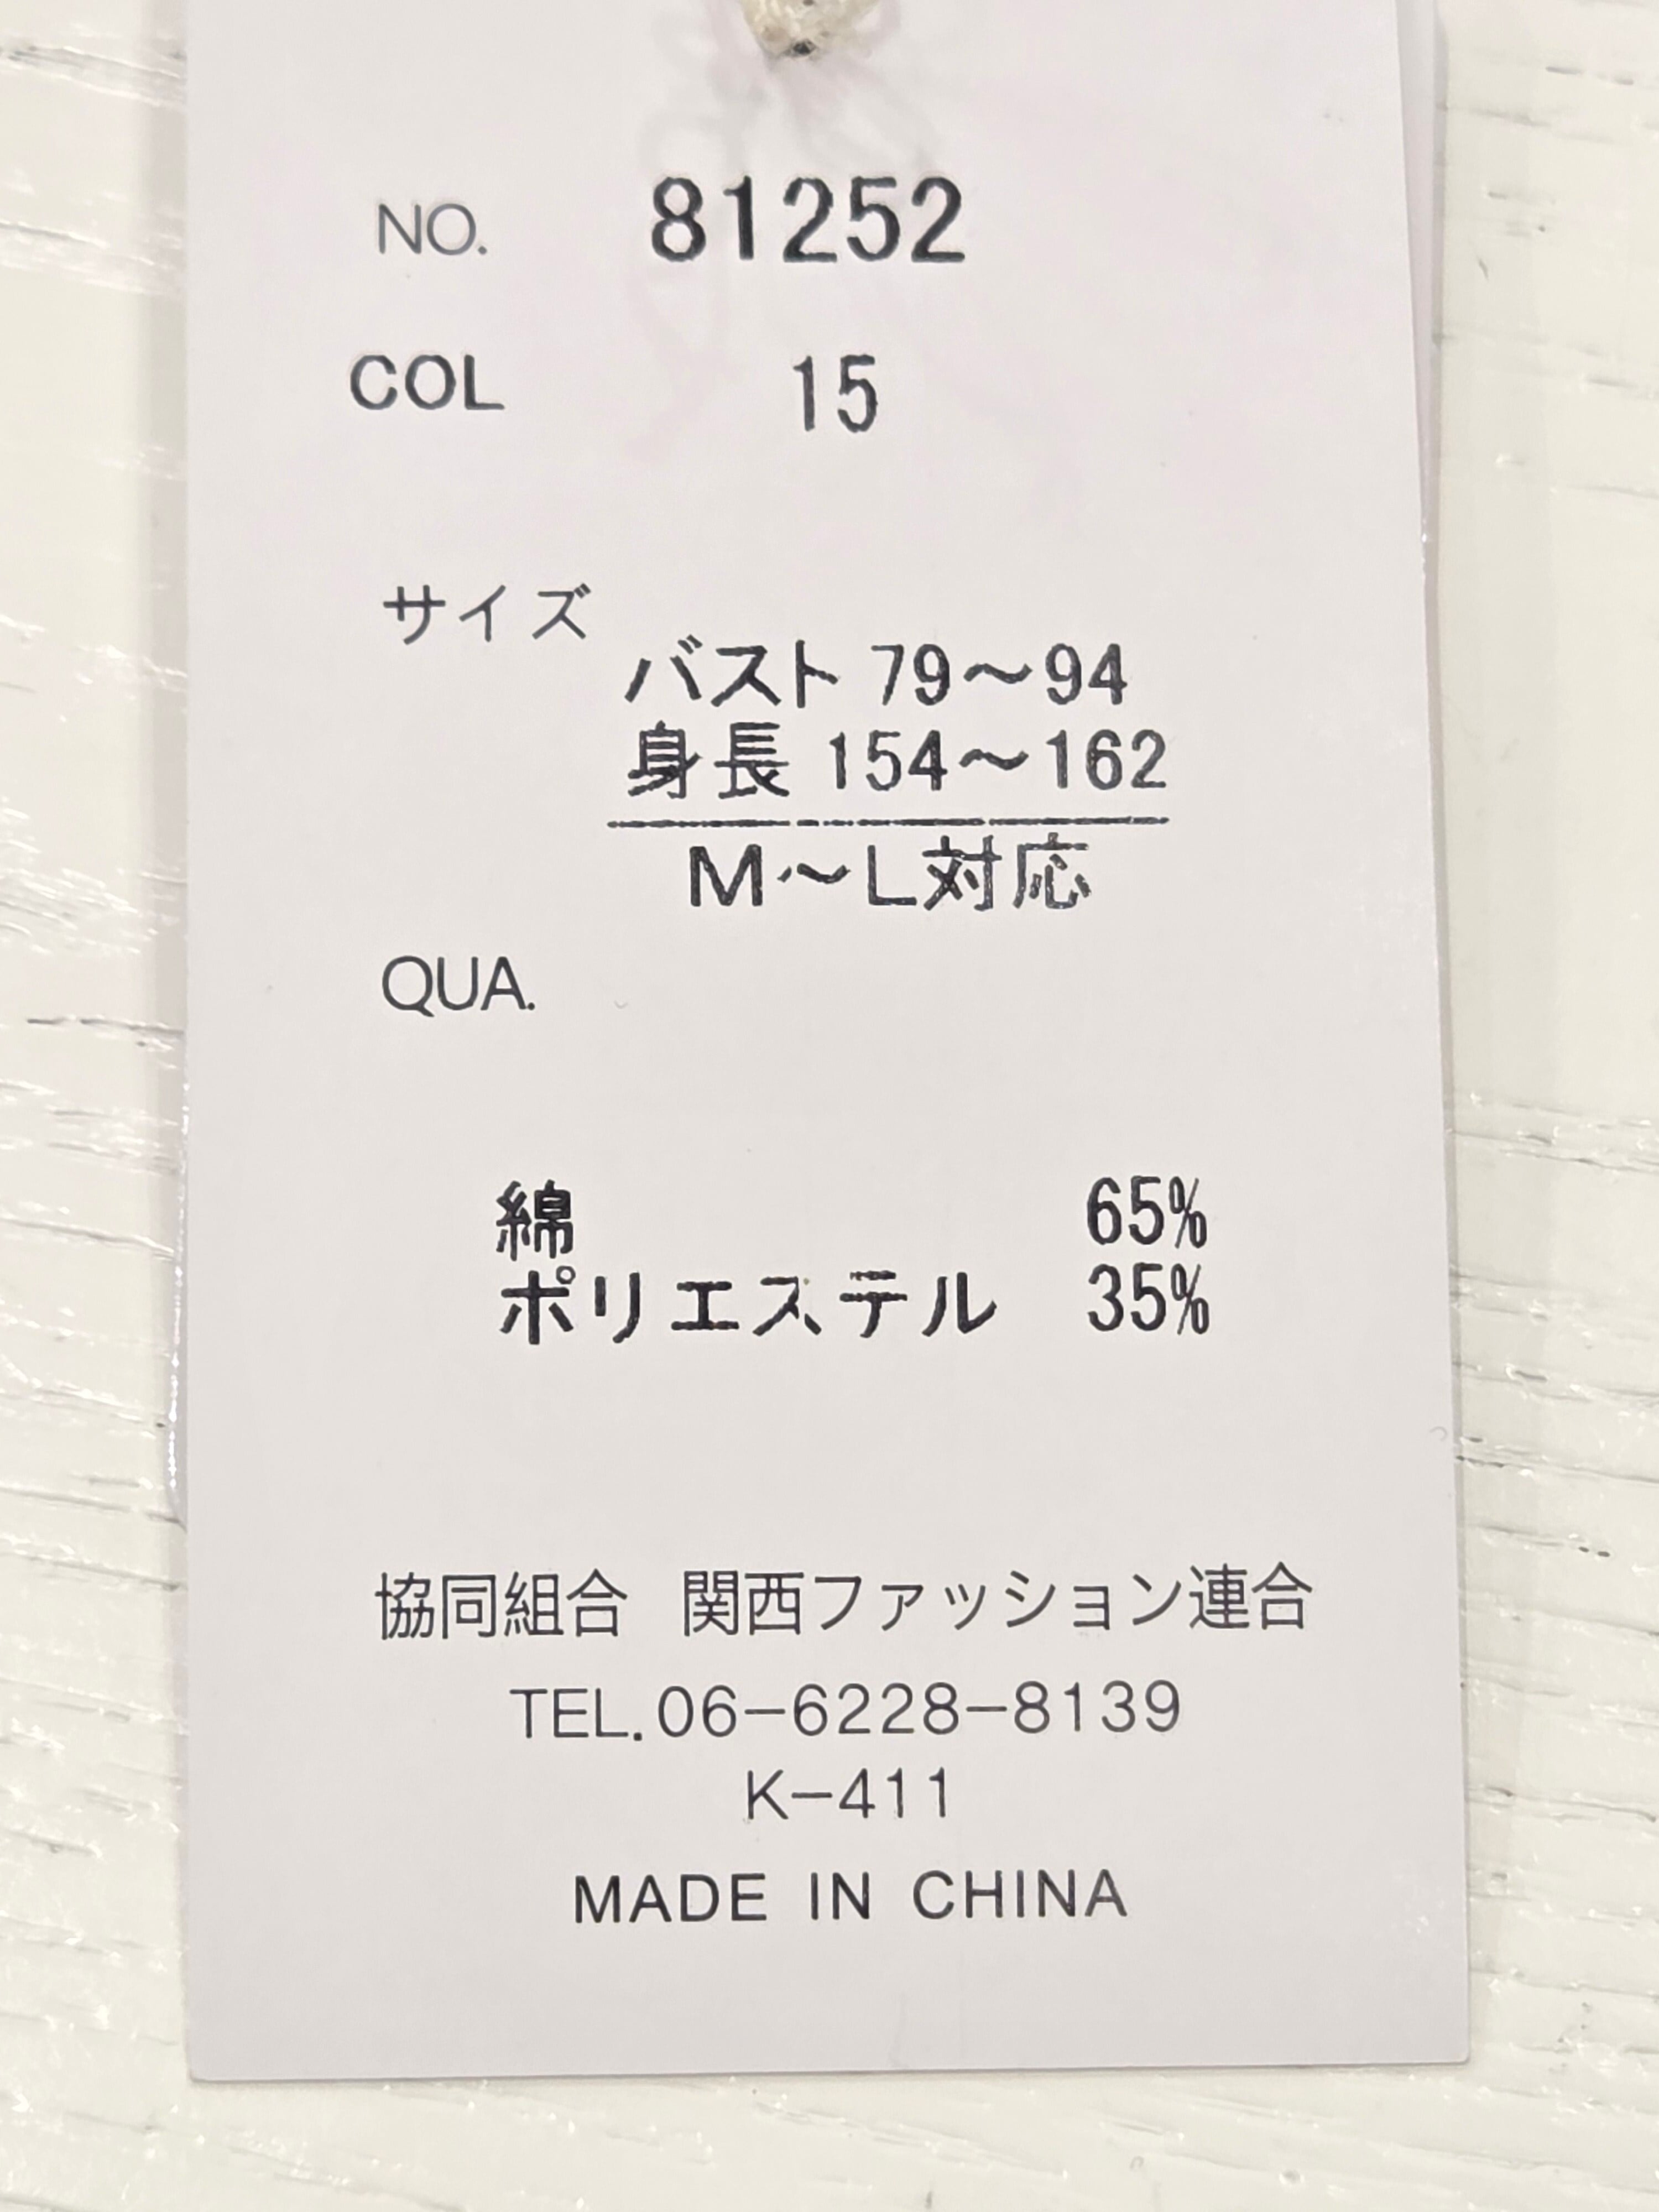 NO. 81252
COL 15
サイズ
バスト 79～94
身長 154～162
M～L対応
QUA.
綿 65%
ポリエステル 35%
協同組合 関西ファッション連合
TEL.06-6228-8139
K-411
MADE IN CHINA